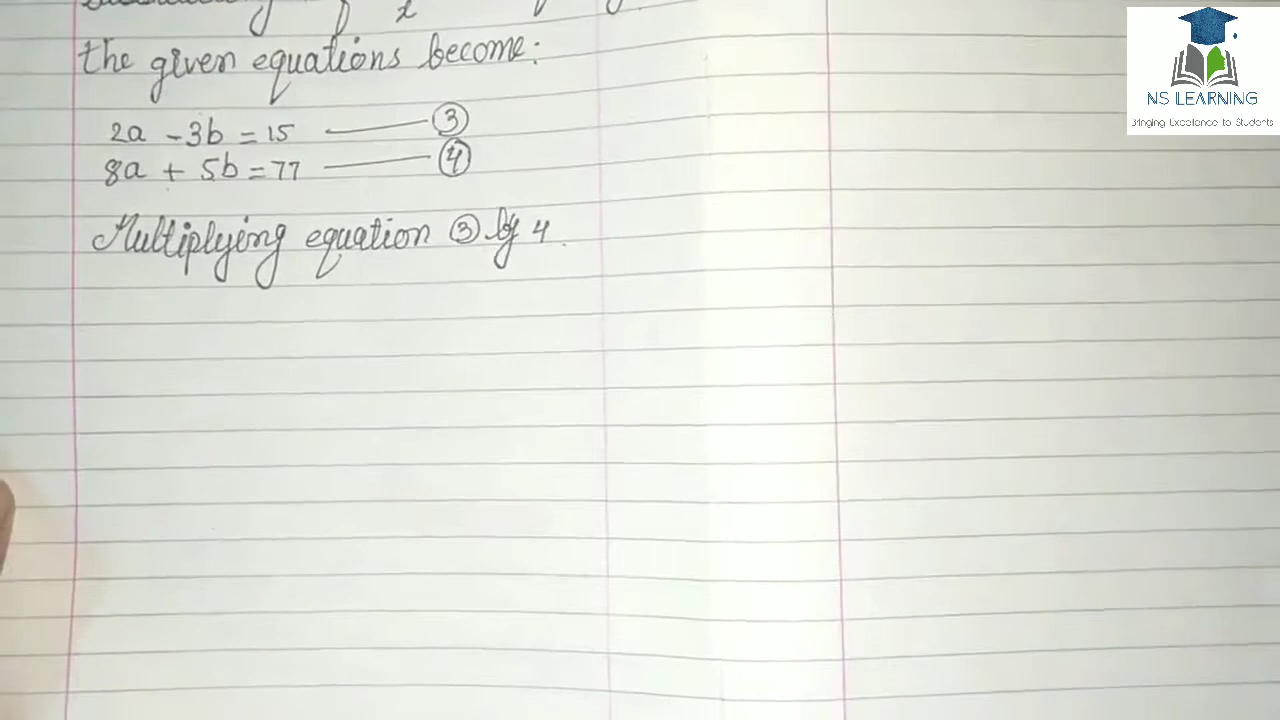 x
the given equations become:
2a - 3b = 15 ——— ③
8a + 5b = 77 ——— ④
Multiplying equation ③ by 4.
NS LEARNING
Bringing Excellence to Students